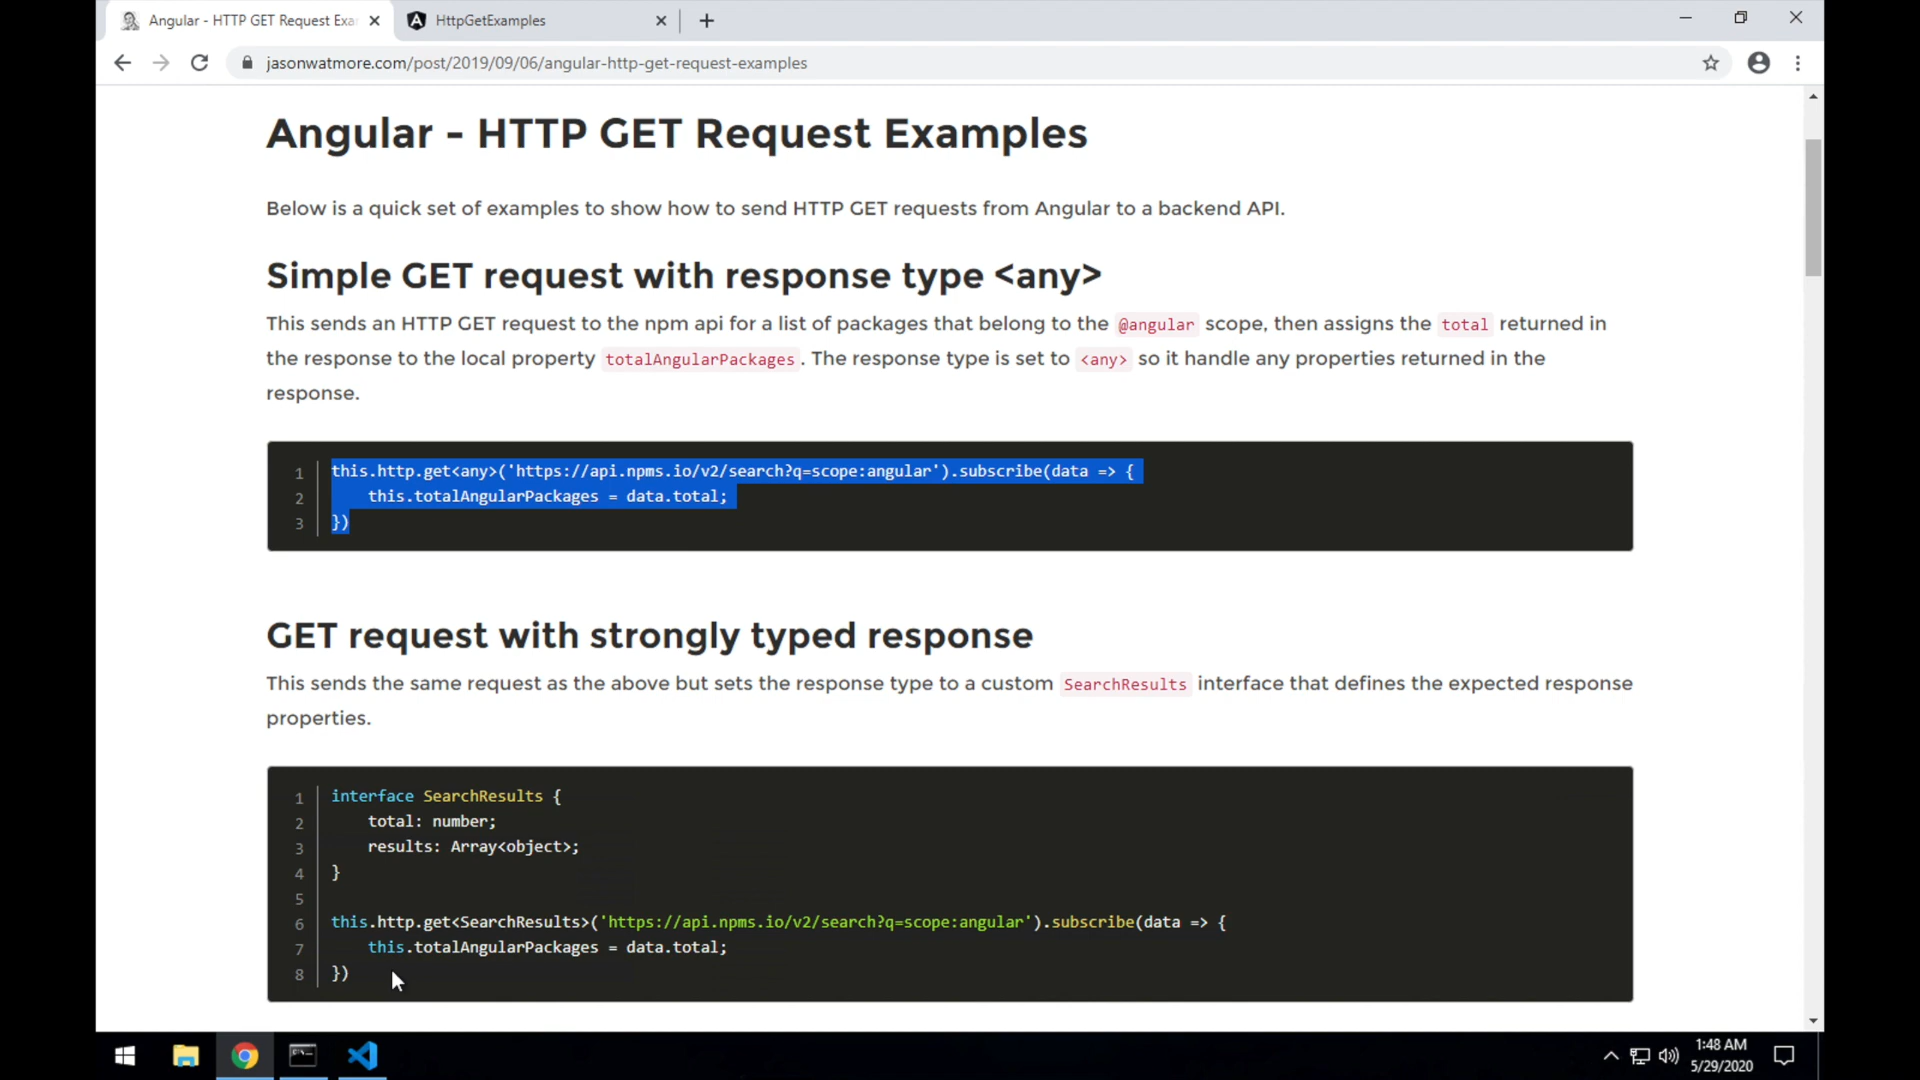 Angular - HTTP GET Request Exa
HttpGetExamples
jasonwatmore.com/post/2019/09/06/angular-http-get-request-examples
Angular - HTTP GET Request Examples
Below is a quick set of examples to show how to send HTTP GET requests from Angular to a backend API.
Simple GET request with response type <any>
This sends an HTTP GET request to the npm api for a list of packages that belong to the @angular scope, then assigns the total returned in
the response to the local property totalAngularPackages. The response type is set to <any> so it handle any properties returned in the
response.
1 this.http.get<any>('https://api.npms.io/v2/search?q=scope:angular').subscribe(data => {
2     this.totalAngularPackages = data.total;
3 })
GET request with strongly typed response
This sends the same request as the above but sets the response type to a custom SearchResults interface that defines the expected response
properties.
1 interface SearchResults {
2     total: number;
3     results: Array<object>;
4 }
5
6 this.http.get<SearchResults>('https://api.npms.io/v2/search?q=scope:angular').subscribe(data => {
7     this.totalAngularPackages = data.total;
8 })
1:48 AM
5/29/2020